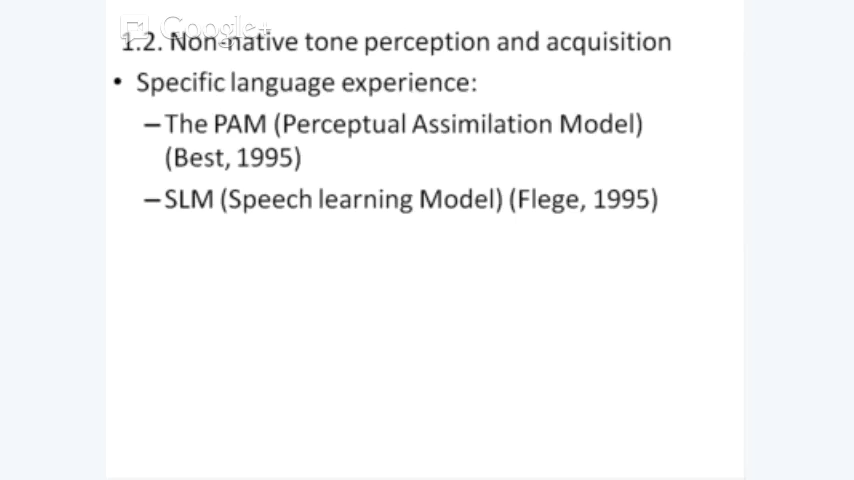 Google+
1.2. Non-native tone perception and acquisition
• Specific language experience:
–The PAM (Perceptual Assimilation Model)
(Best, 1995)
–SLM (Speech learning Model) (Flege, 1995)